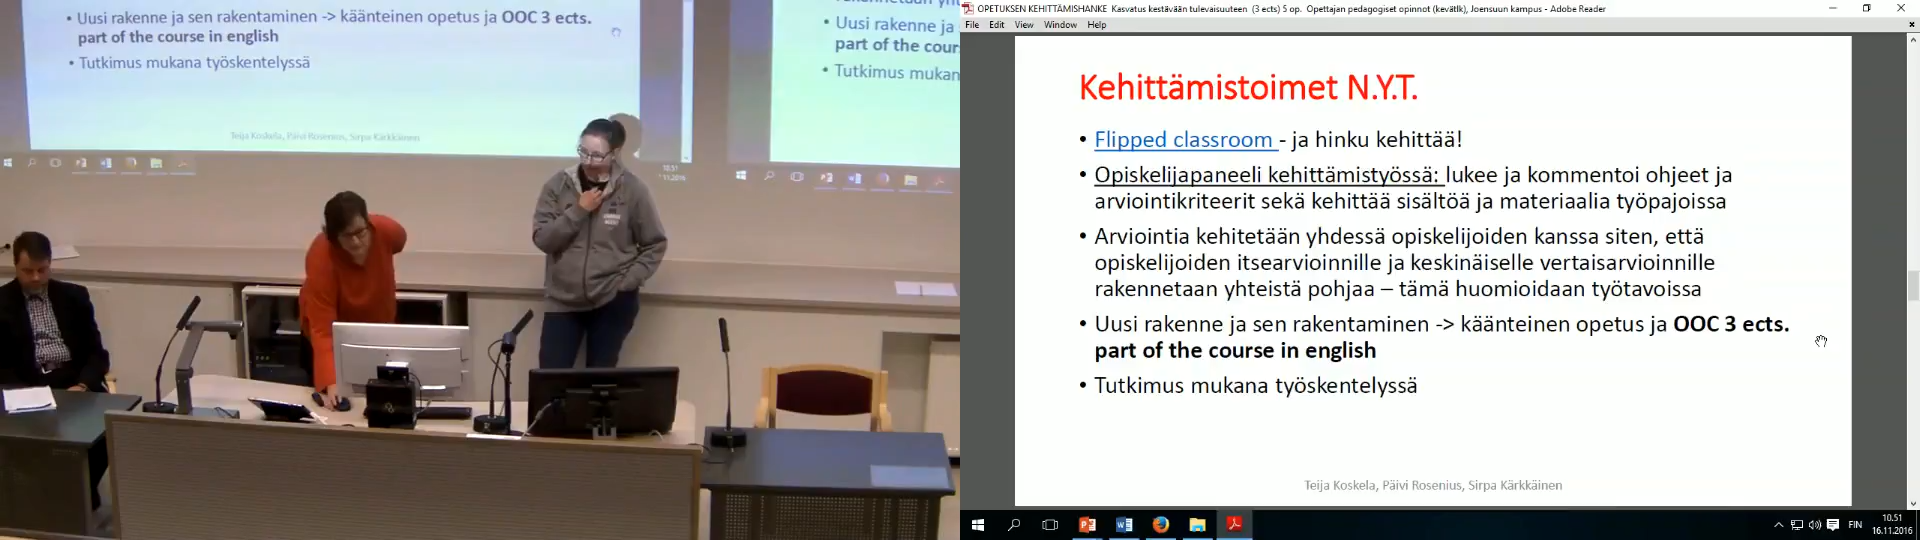 Uusi rakenne ja sen rakentaminen -> käänteinen opetus ja OOC 3 ects.
part of the course in english
• Tutkimus mukana työskentelyssä
Teija Koskela, Päivi Rosenius, Sirpa Kärkkäinen
10.51
Uusi rakenne ja
part of the cour
• Tutkimus mukan
OPETUKSEN KEHITTÄMISHANKE Kasvatus kestävään tulevaisuuteen (3 ects) 5 op. Opettajan pedagogiset opinnot (kevätlk), Joensuun kampus - Adobe Reader
File Edit View Window Help
Kehittämistoimet N.Y.T.
• Flipped classroom - ja hinku kehittää!
• Opiskelijapaneeli kehittämistyössä: lukee ja kommentoi ohjeet ja
arviointikriteerit sekä kehittää sisältöä ja materiaalia työpajoissa
• Arviointia kehitetään yhdessä opiskelijoiden kanssa siten, että
opiskelijoiden itsearvioinnille ja keskinäiselle vertaisarvioinnille
rakennetaan yhteistä pohjaa – tämä huomioidaan työtavoissa
• Uusi rakenne ja sen rakentaminen -> käänteinen opetus ja OOC 3 ects.
part of the course in english
• Tutkimus mukana työskentelyssä
Teija Koskela, Päivi Rosenius, Sirpa Kärkkäinen
FIN
10.51
16.11.2016